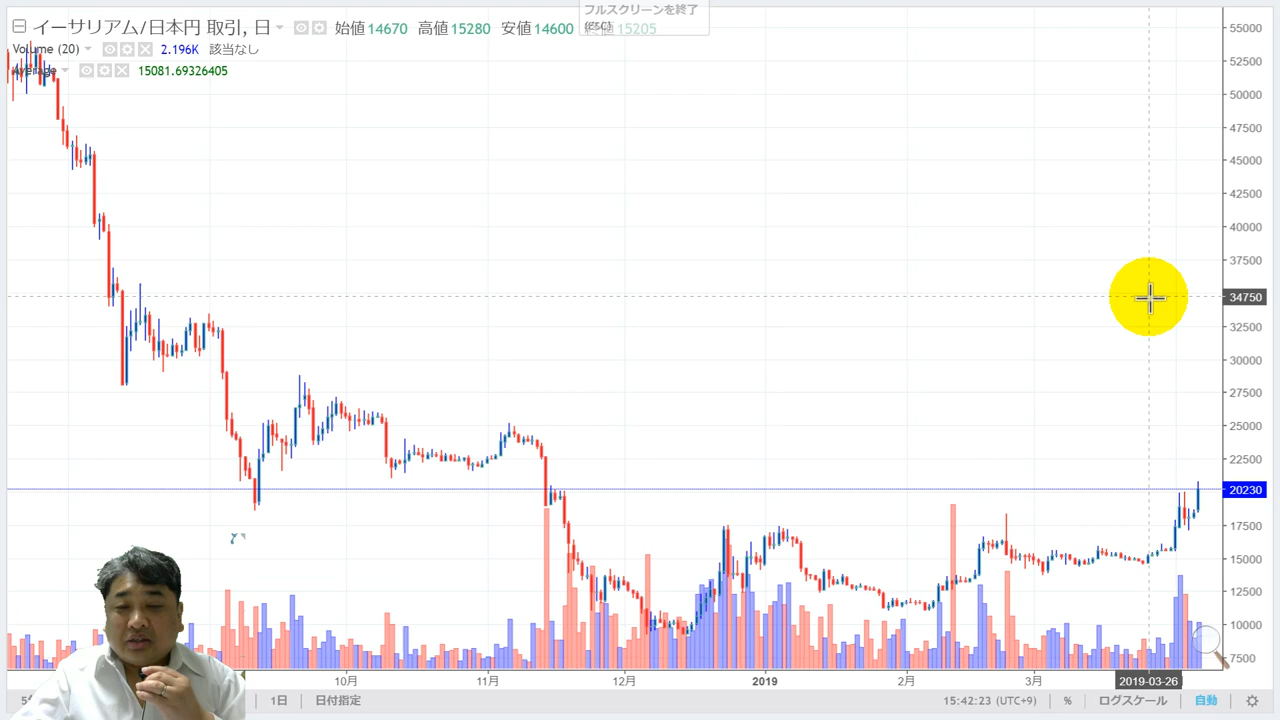 イーサリアム/日本円 取引, 日 始値 14670 高値 15280 安値 14600 終値 15205
フルスクリーンを終了
(ESC)
Volume (20) 2.196K 該当なし
Average 15081.69326405
55000
52500
50000
47500
45000
42500
40000
37500
34750
32500
30000
27500
25000
22500
20230
17500
15000
12500
10000
7500
10月 11月 12月 2019 2月 3月 2019-03-26
1日 日付指定 15:42:23 (UTC+9) % ログスケール 自動